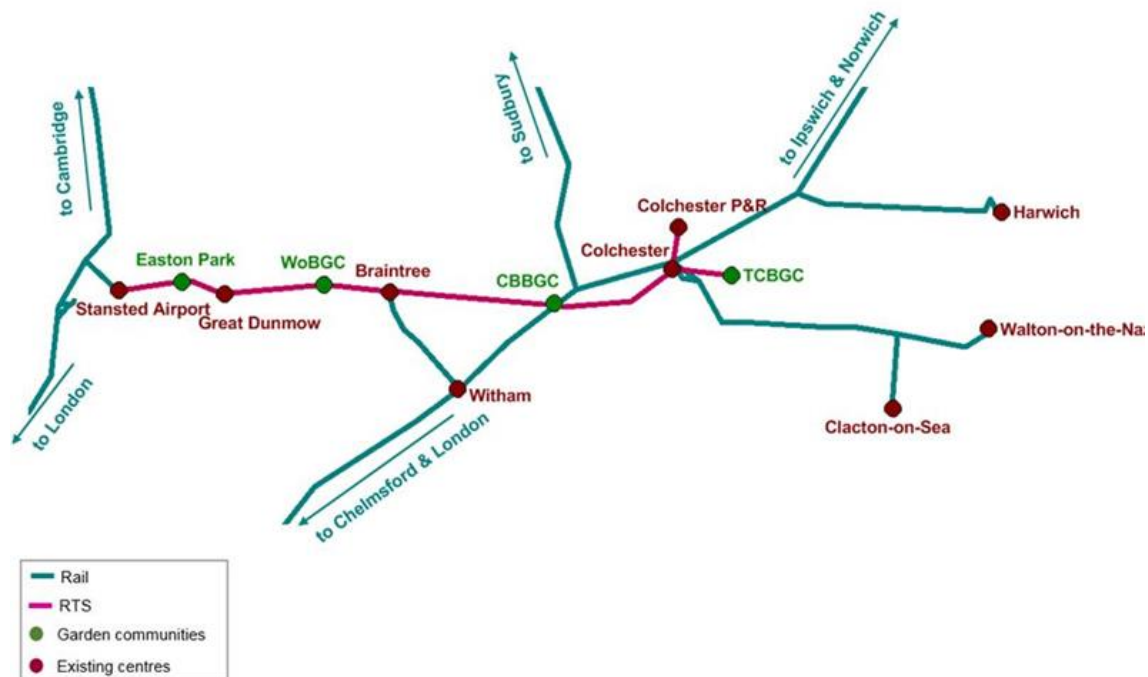 to Cambridge
to Sudbury
to Ipswich & Norwich
Colchester P&R
Harwich
Easton Park
WoBGC
Braintree
CBBGC
Colchester
TCBGC
Stansted Airport
Great Dunmow
Walton-on-the-Naz
Witham
to London
Clacton-on-Sea
to Chelmsford & London
Rail
RTS
Garden communities
Existing centres